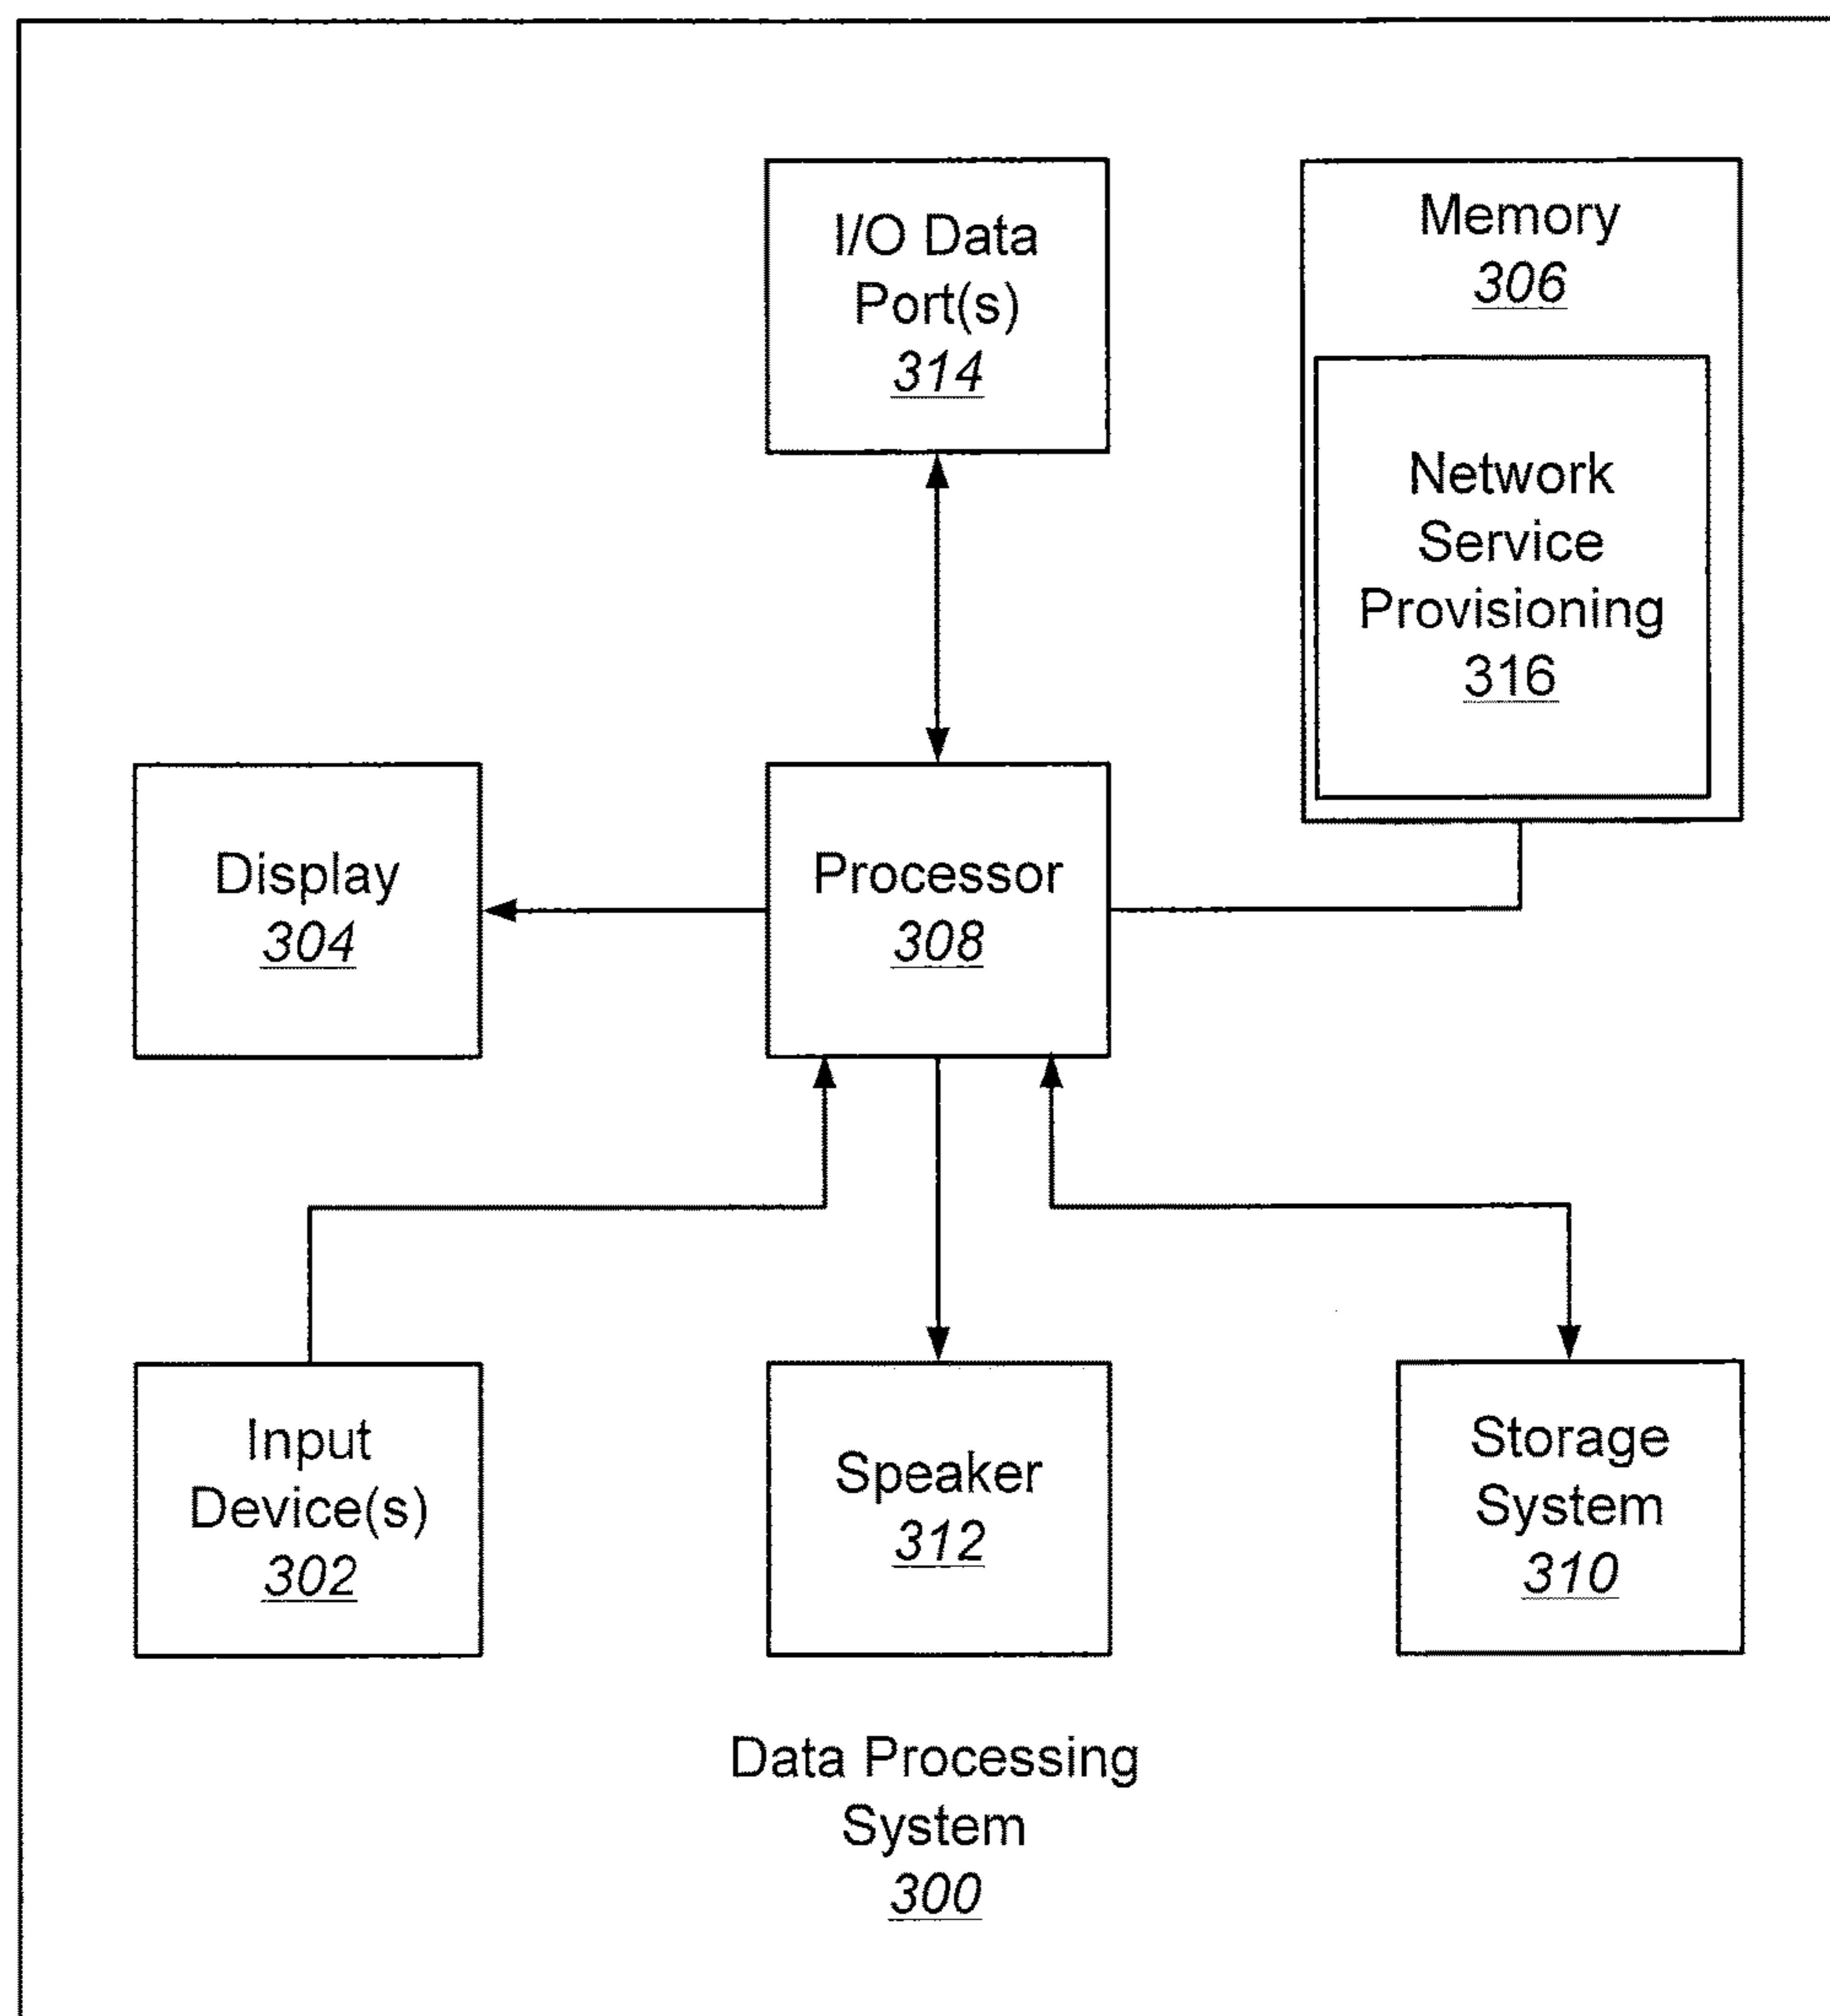 I/O Data
Port(s)
314
Memory
306
Network
Service
Provisioning
316
Display
304
Processor
308
Input
Device(s)
302
Speaker
312
Storage
System
310
Data Processing
System
300